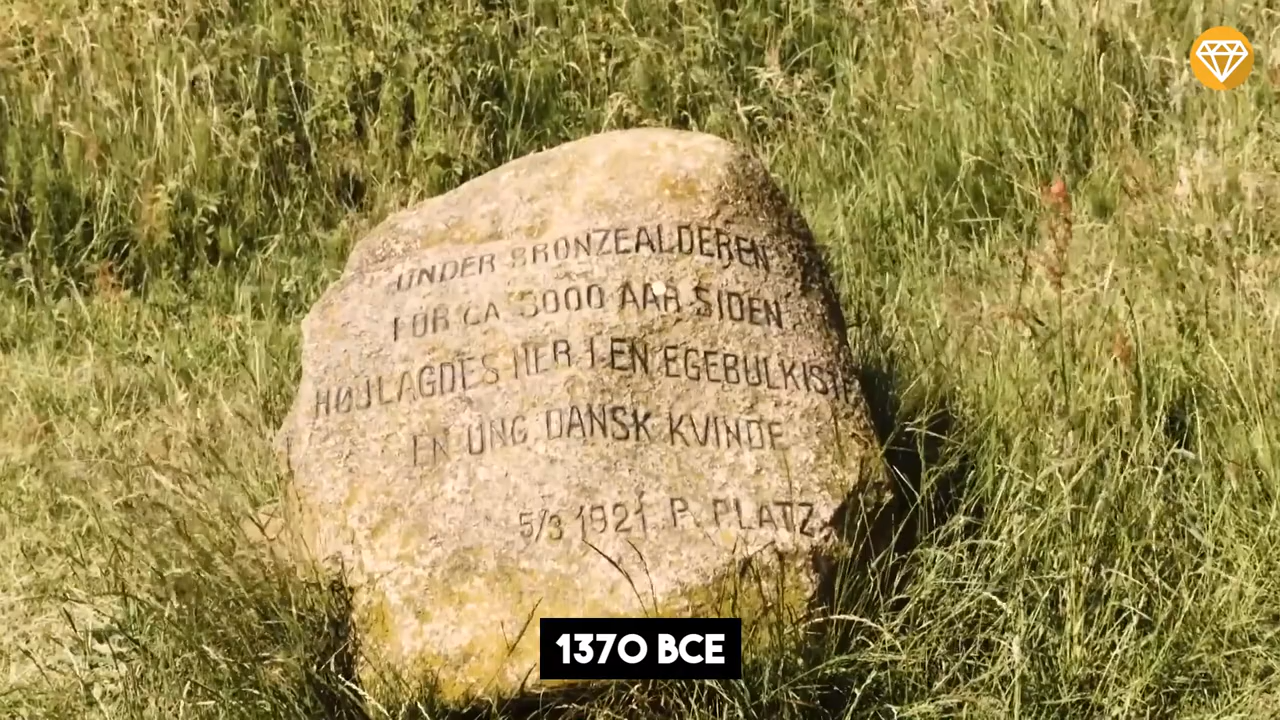 UNDER BRONZEALDEREN
FOR CA 3000 AAR SIDEN
HØJLAGDES HER I EN EGEBULKISTE
EN UNG DANSK KVINDE
5/3 1921. P. PLATZ.
1370 BCE